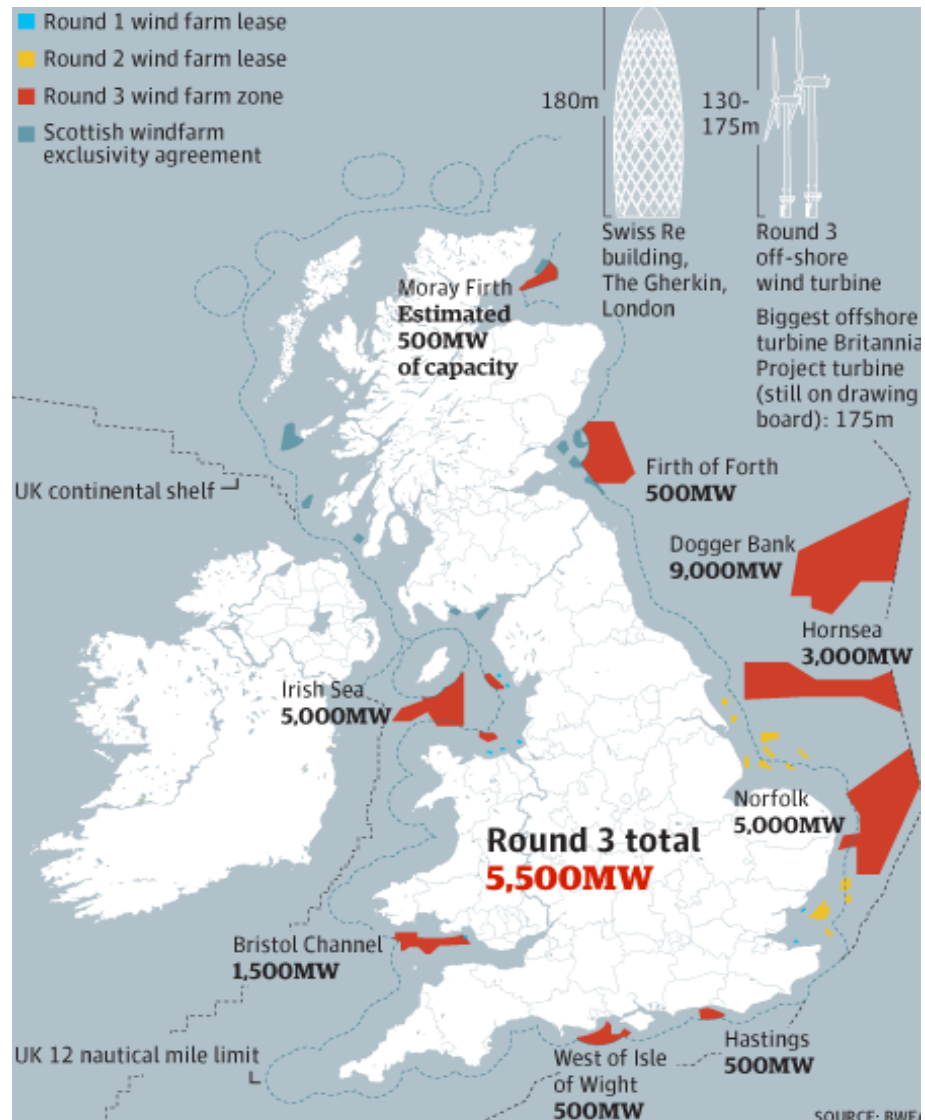 Round 1 wind farm lease
Round 2 wind farm lease
Round 3 wind farm zone
Scottish windfarm
exclusivity agreement
180m
130-
175m
Swiss Re
building,
The Gherkin,
London
Round 3
off-shore
wind turbine
Biggest offshore
turbine Britannia
Project turbine
(still on drawing
board): 175m
Moray Firth
Estimated
500MW
of capacity
UK continental shelf
Firth of Forth
500MW
Dogger Bank
9,000MW
Hornsea
3,000MW
Irish Sea
5,000MW
Norfolk
5,000MW
Round 3 total
5,500MW
Bristol Channel
1,500MW
UK 12 nautical mile limit
West of Isle
of Wight
500MW
Hastings
500MW
SOURCE: BWEA